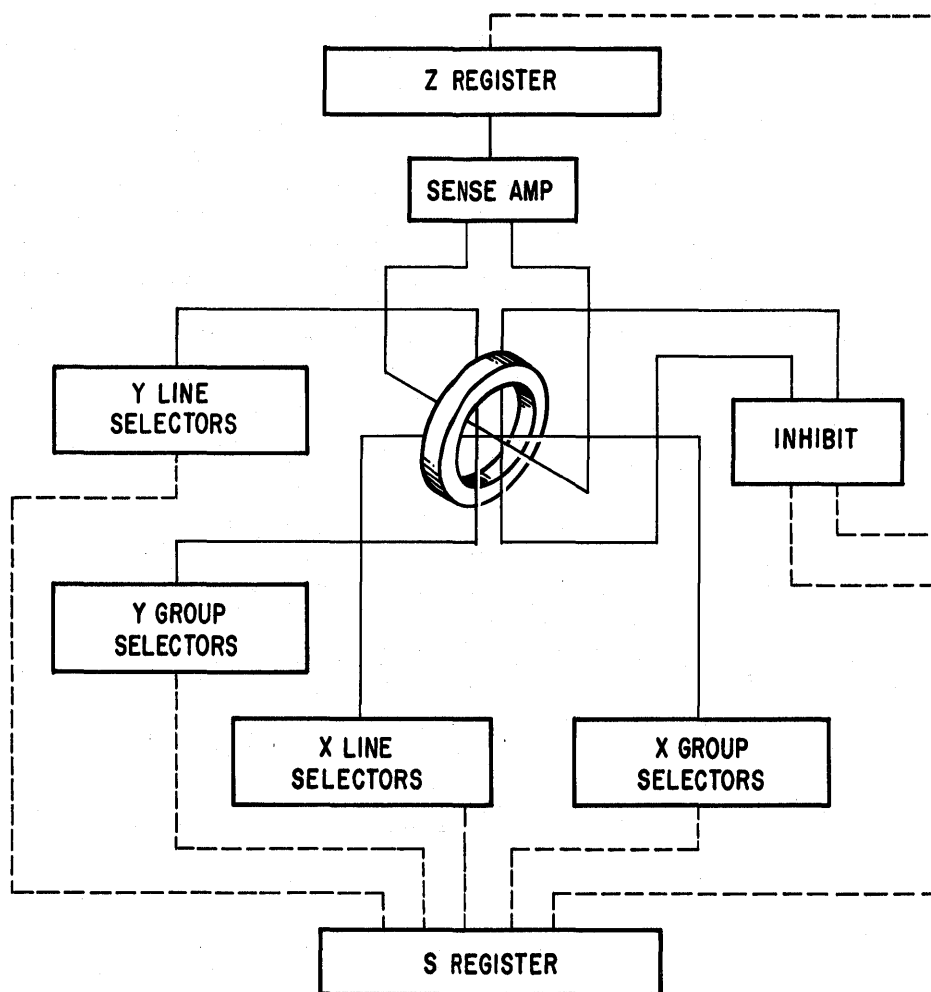 Z REGISTER
SENSE AMP
Y LINE
SELECTORS
INHIBIT
Y GROUP
SELECTORS
X LINE
SELECTORS
X GROUP
SELECTORS
S REGISTER